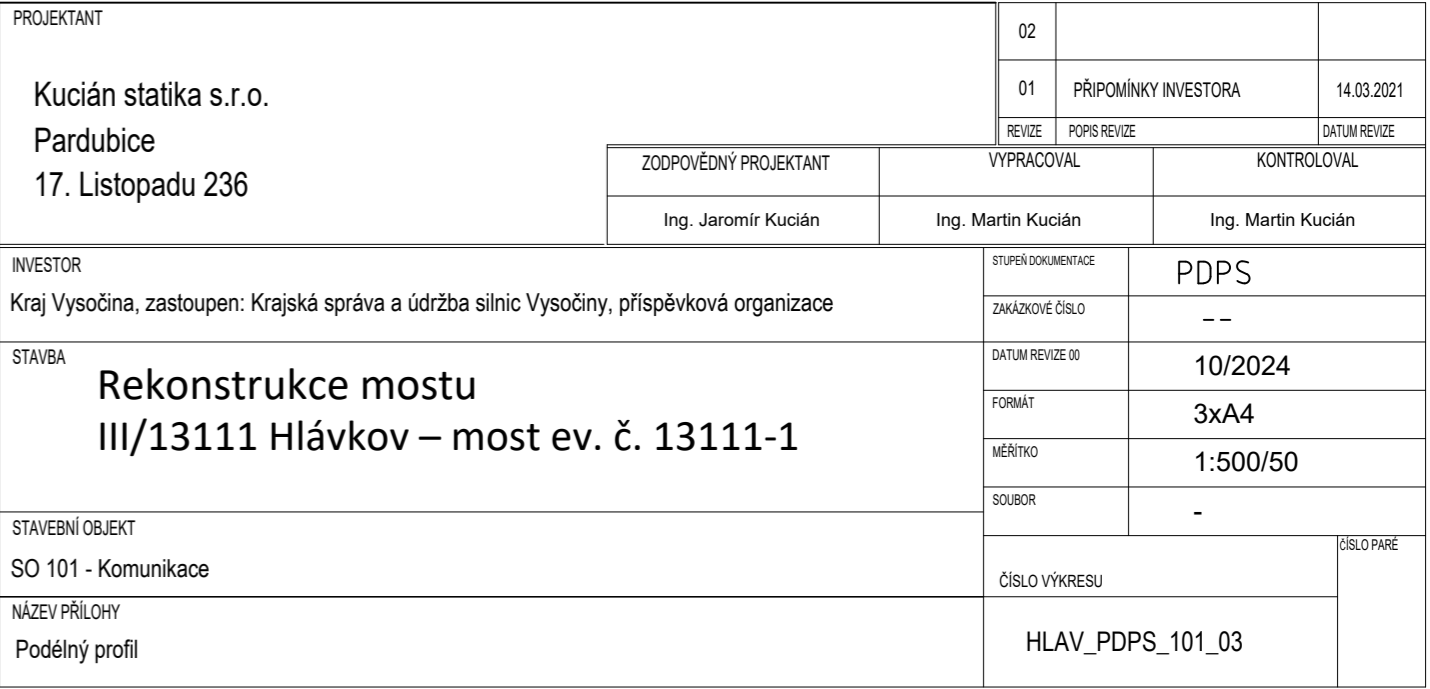 PROJEKTANT
Kucián statika s.r.o.
Pardubice
17. Listopadu 236
02
01 PŘIPOMÍNKY INVESTORA 14.03.2021
REVIZE POPIS REVIZE DATUM REVIZE
ZODPOVĚDNÝ PROJEKTANT VYPRACOVAL KONTROLOVAL
Ing. Jaromír Kucián Ing. Martin Kucián Ing. Martin Kucián
INVESTOR
Kraj Vysočina, zastoupen: Krajská správa a údržba silnic Vysočiny, příspěvková organizace
STUPEŇ DOKUMENTACE PDPS
ZAKÁZKOVÉ ČÍSLO --
STAVBA
Rekonstrukce mostu
III/13111 Hlávkov – most ev. č. 13111-1
DATUM REVIZE 00 10/2024
FORMÁT 3xA4
MĚŘÍTKO 1:500/50
SOUBOR -
STAVEBNÍ OBJEKT
SO 101 - Komunikace
ČÍSLO VÝKRESU
ČÍSLO PARÉ
NÁZEV PŘÍLOHY
Podélný profil
HLAV_PDPS_101_03